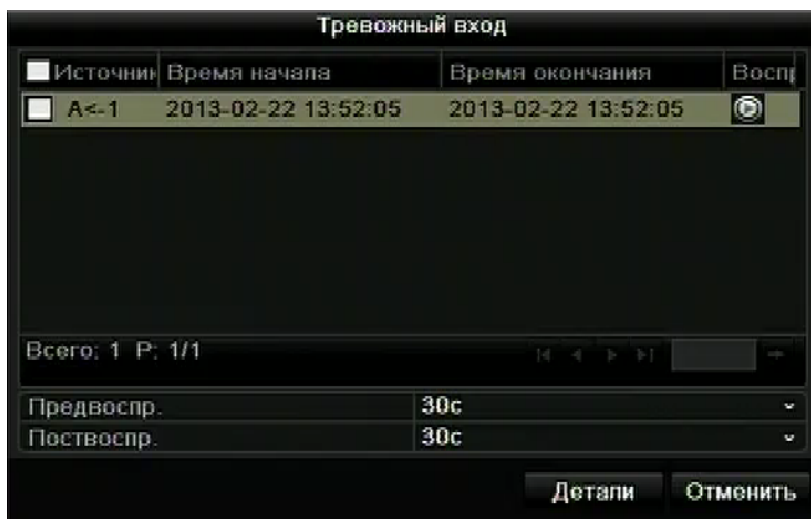 Тревожный вход
Источник Время начала Время окончания Воспр
A<-1 2013-02-22 13:52:05 2013-02-22 13:52:05
Всего: 1 P: 1/1
Предвоспр. 30с
Поствоспр. 30с
Детали Отменить